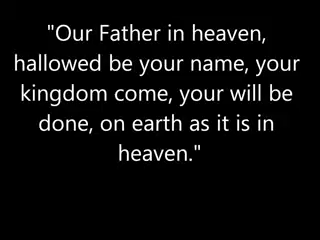 "Our Father in heaven,
hallowed be your name, your
kingdom come, your will be
done, on earth as it is in
heaven."